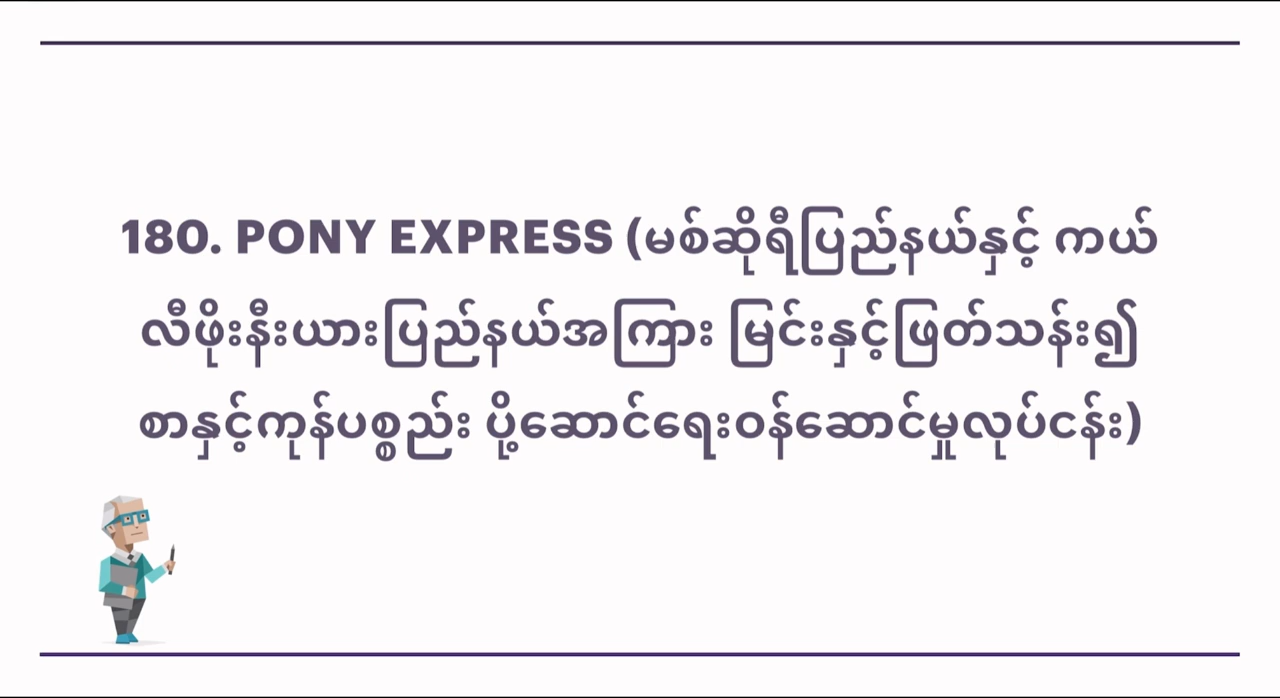 180. PONY EXPRESS (မစ်ဆိုရီပြည်နယ်နှင့် ကယ်
လီဖိုးနီးယားပြည်နယ်အကြား မြင်းနှင့်ဖြတ်သန်း၍
စာနှင့်ကုန်ပစ္စည်း ပို့ဆောင်ရေးဝန်ဆောင်မှုလုပ်ငန်း)